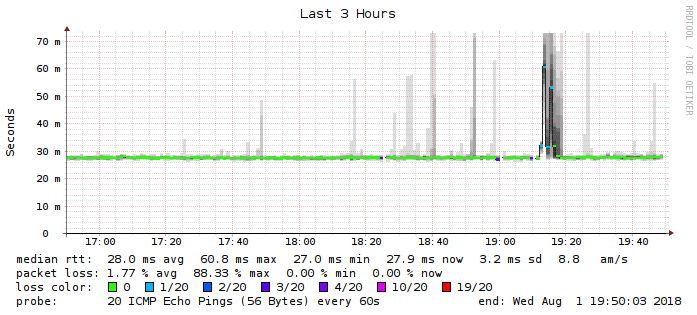 Last 3 Hours
RRDTOOL / TOBI OETIKER
Seconds
70 m
60 m
50 m
40 m
30 m
20 m
10 m
0
17:00 17:20 17:40 18:00 18:20 18:40 19:00 19:20 19:40
median rtt: 28.0 ms avg 60.8 ms max 27.0 ms min 27.9 ms now 3.2 ms sd 8.8 am/s
packet loss: 1.77 % avg 88.33 % max 0.00 % min 0.00 % now
loss color: 0 1/20 2/20 3/20 4/20 10/20 19/20
probe: 20 ICMP Echo Pings (56 Bytes) every 60s end: Wed Aug 1 19:50:03 2018